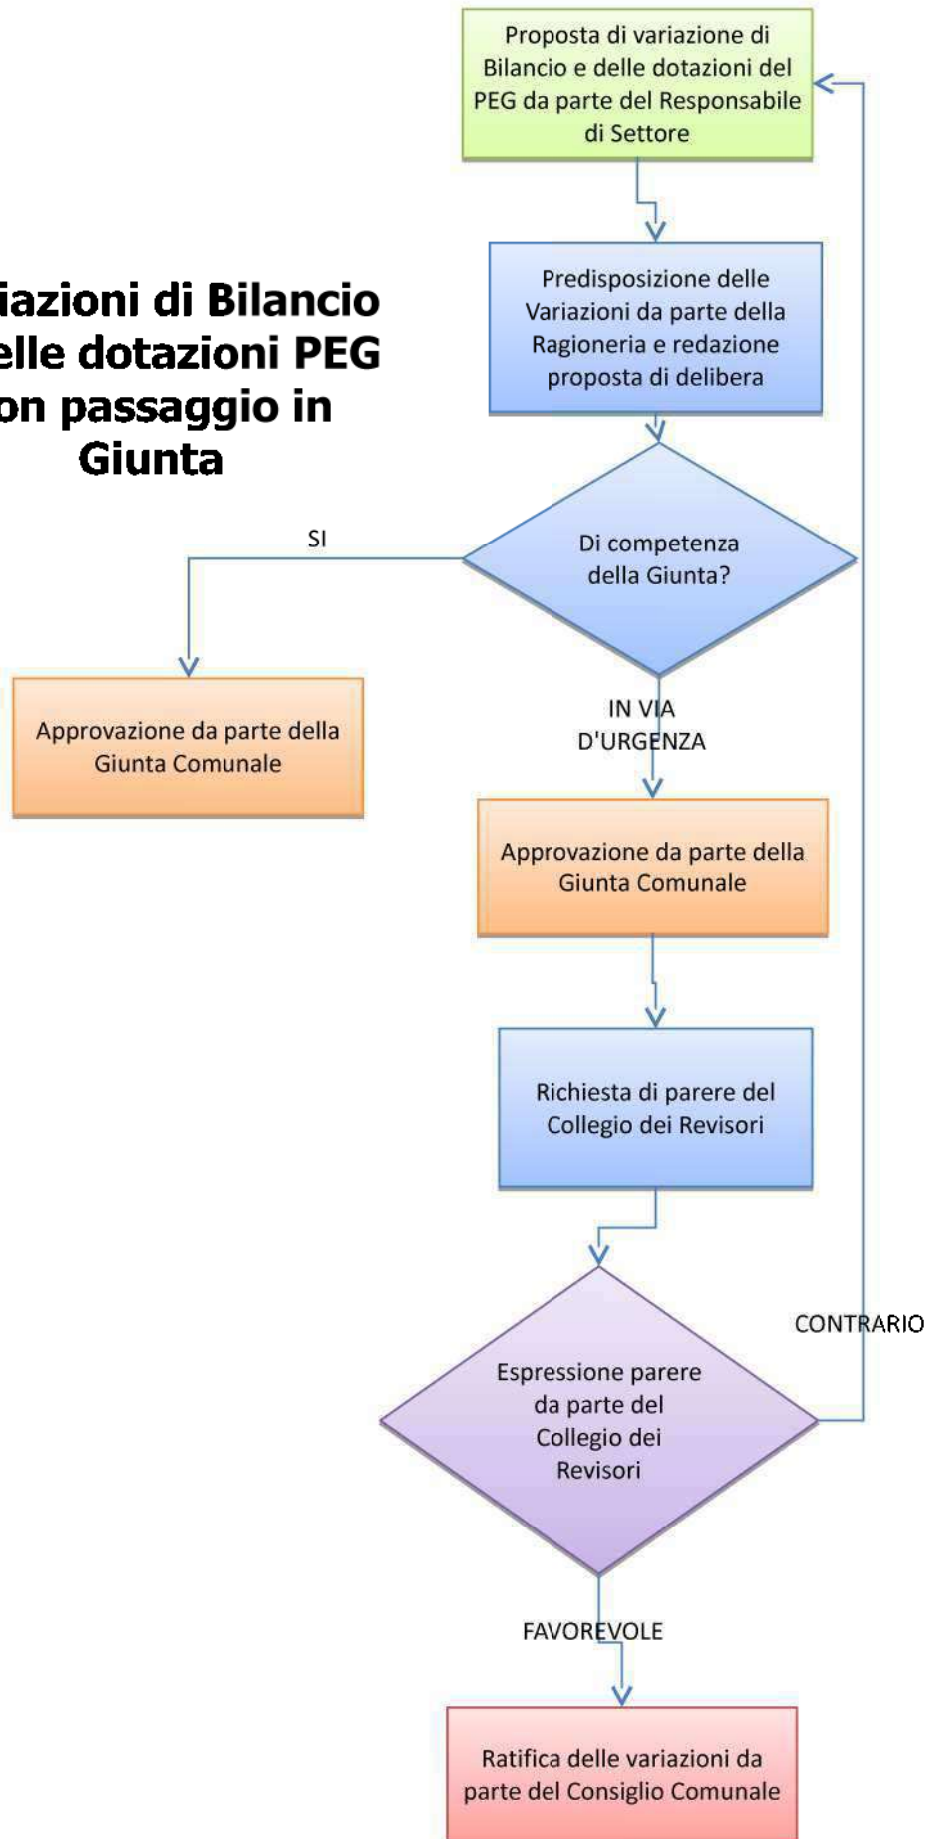 Proposta di variazione di
Bilancio e delle dotazioni del
PEG da parte del Responsabile
di Settore
iazioni di Bilancio
elle dotazioni PEG
on passaggio in
Giunta
Predisposizione delle
Variazioni da parte della
Ragioneria e redazione
proposta di delibera
SI
Di competenza
della Giunta?
Approvazione da parte della
Giunta Comunale
IN VIA
D'URGENZA
Approvazione da parte della
Giunta Comunale
Richiesta di parere del
Collegio dei Revisori
CONTRARIO
Espressione parere
da parte del
Collegio dei
Revisori
FAVOREVOLE
Ratifica delle variazioni da
parte del Consiglio Comunale